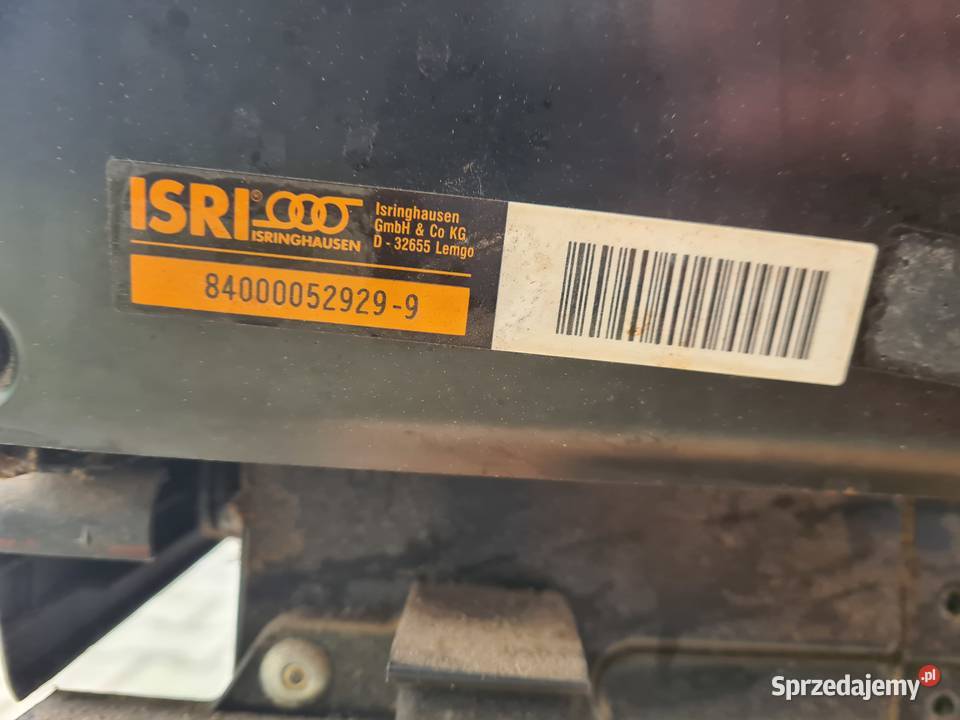 ISRI®
ISRINGHAUSEN
Isringhausen
GmbH & Co KG
D - 32655 Lemgo
84000052929-9
Sprzedajemy.pl